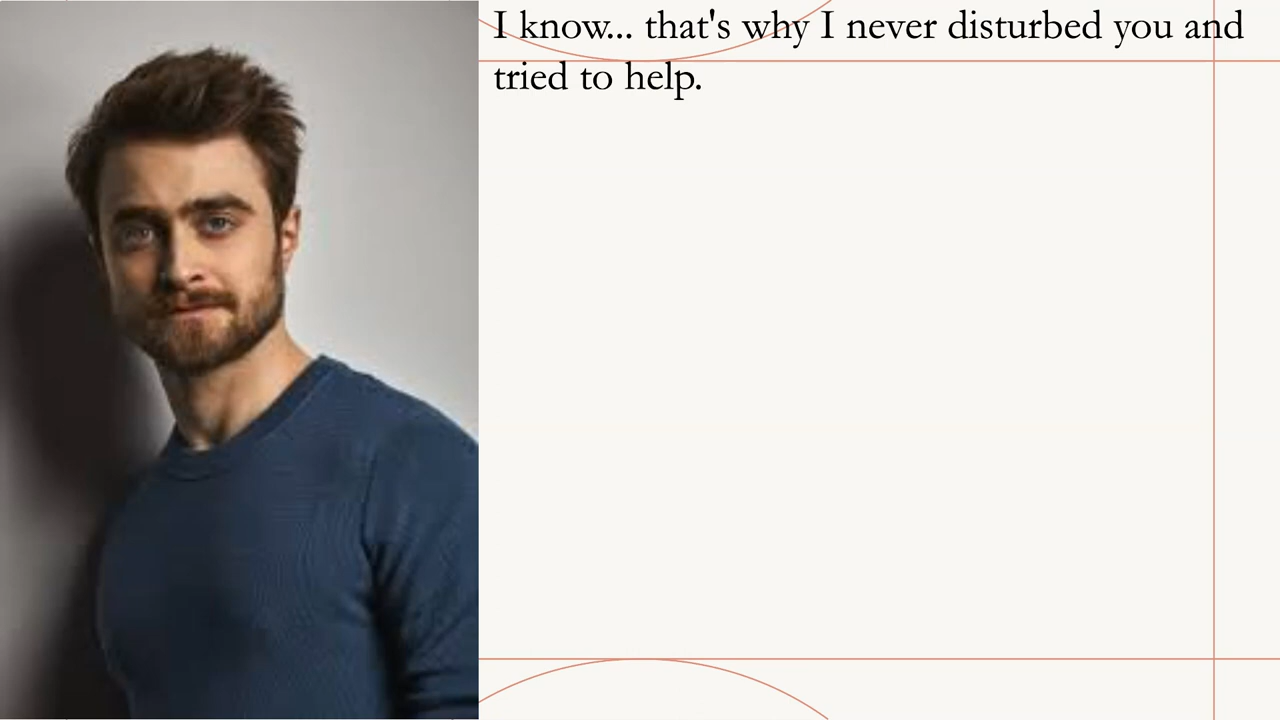 I know... that's why I never disturbed you and
tried to help.